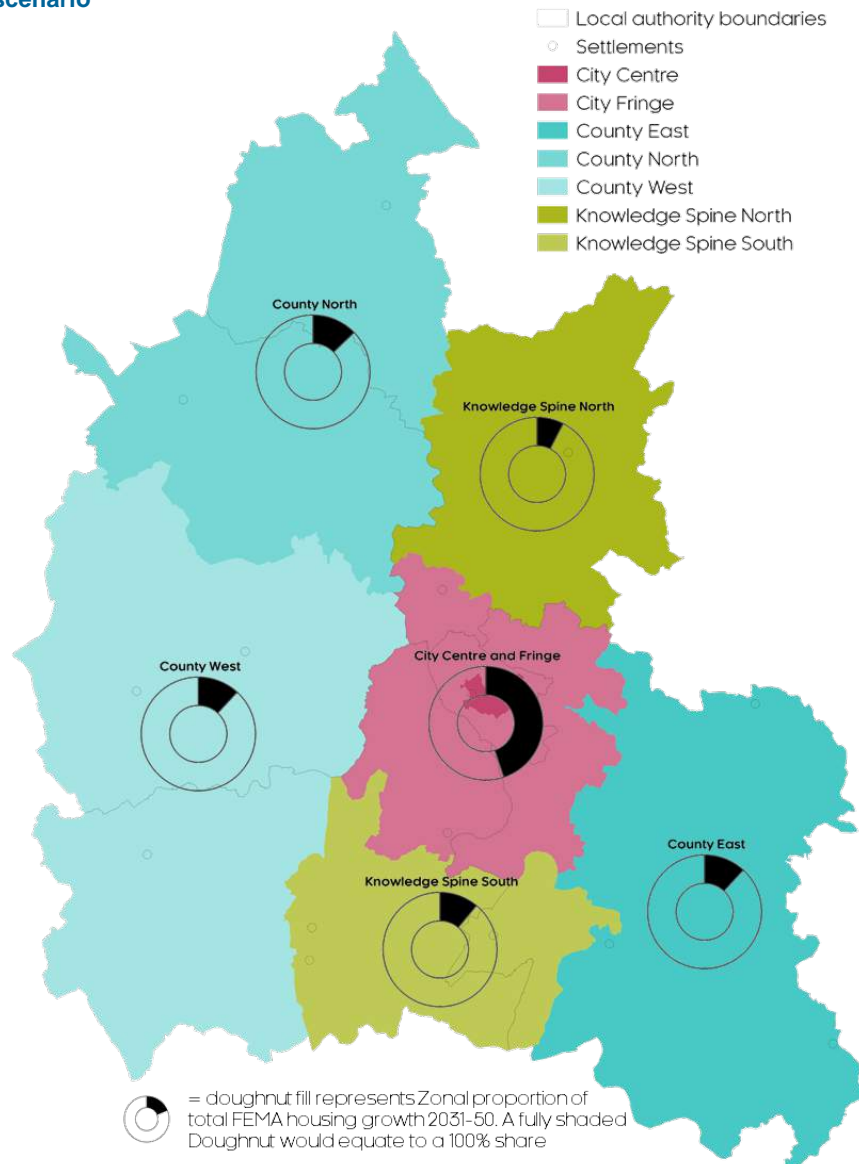 scenario
Local authority boundaries
Settlements
City Centre
City Fringe
County East
County North
County West
Knowledge Spine North
Knowledge Spine South
County North
Knowledge Spine North
County West
City Centre and Fringe
County East
Knowledge Spine South
= doughnut fill represents Zonal proportion of
total FEMA housing growth 2031-50. A fully shaded
Doughnut would equate to a 100% share